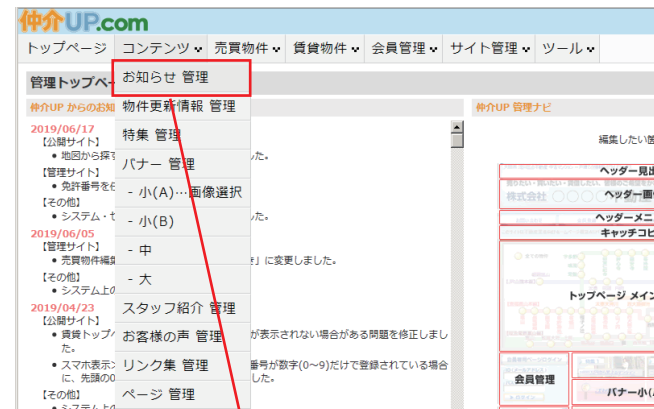 仲介UP.com
トップページ コンテンツ 売買物件 賃貸物件 会員管理 サイト管理 ツール
管理トップペー
お知らせ 管理
物件更新情報 管理
特集 管理
バナー 管理
- 小(A)…画像選択
- 小(B)
- 中
- 大
スタッフ紹介 管理
お客様の声 管理
リンク集 管理
ページ 管理
仲介UP からのお知
2019/06/17
【公開サイト】
• 地図から探す
した。
【管理サイト】
• 免許番号を
【その他】
• システム・セ
した。
2019/06/05
【管理サイト】
• 売買物件編集
」に変更しました。
【その他】
• システム上の
2019/04/23
【公開サイト】
• 賃貸トップペ
が表示されない場合がある問題を修正しまし
た。
• スマホ表示
番号が数字(0～9)だけで登録されている場合
に、先頭の0
した。
【その他】
• システム上の
仲介UP 管理ナビ
編集したい箇
ヘッダー見出
株式会社
ヘッダー画像
ヘッダーメニ
キャッチコピ
トップページ メイン
会員管理
バナー小(